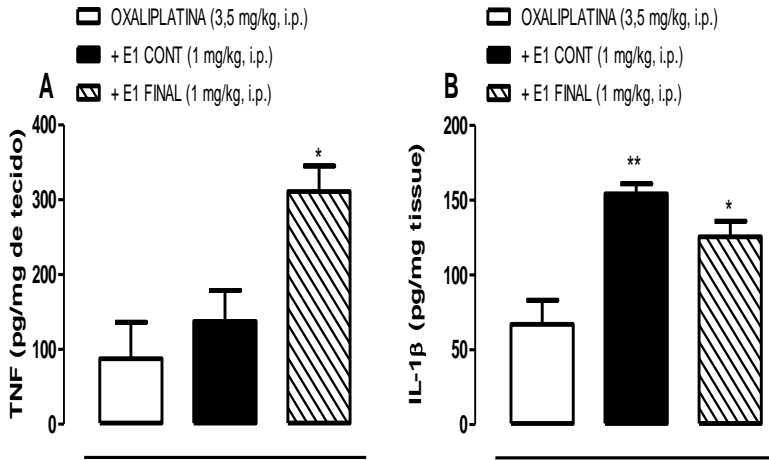 OXALIPLATINA (3,5 mg/kg, i.p.)
+ E1 CONT (1 mg/kg, i.p.)
+ E1 FINAL (1 mg/kg, i.p.)
A
TNF (pg/mg de tecido)
400
300
200
100
0
*
OXALIPLATINA (3,5 mg/kg, i.p.)
+ E1 CONT (1 mg/kg, i.p.)
+ E1 FINAL (1 mg/kg, i.p.)
B
IL-1β (pg/mg tissue)
200
150
100
50
0
**
*